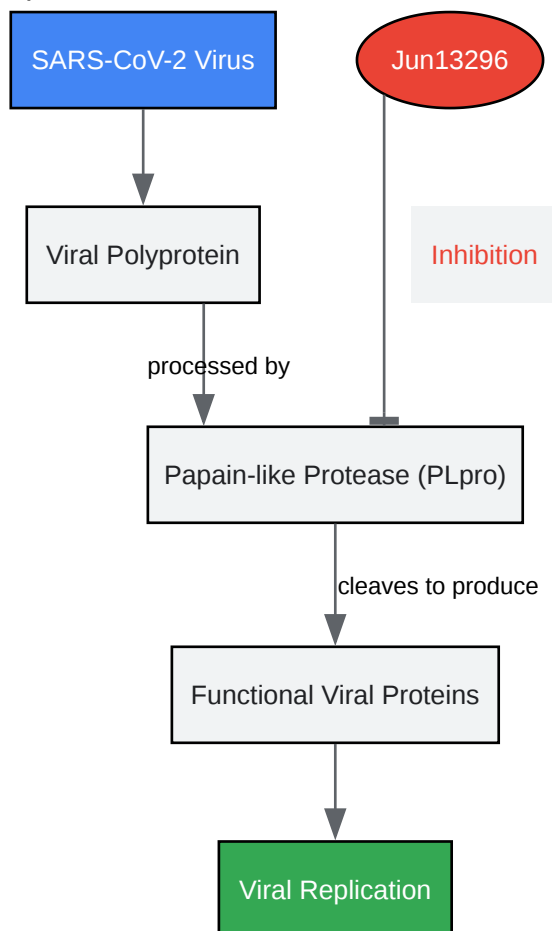 SARS-CoV-2 Virus
Jun13296
Viral Polyprotein
Inhibition
processed by
Papain-like Protease (PLpro)
cleaves to produce
Functional Viral Proteins
Viral Replication